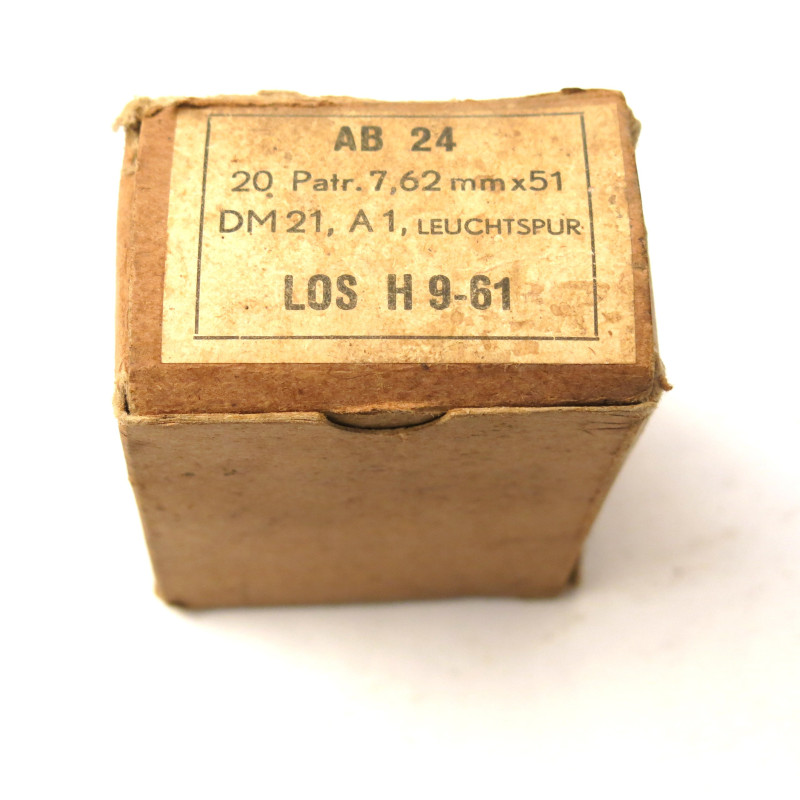 AB 24
20 Patr. 7,62 mm x 51
DM 21, A 1, LEUCHTSPUR
LOS H 9-61